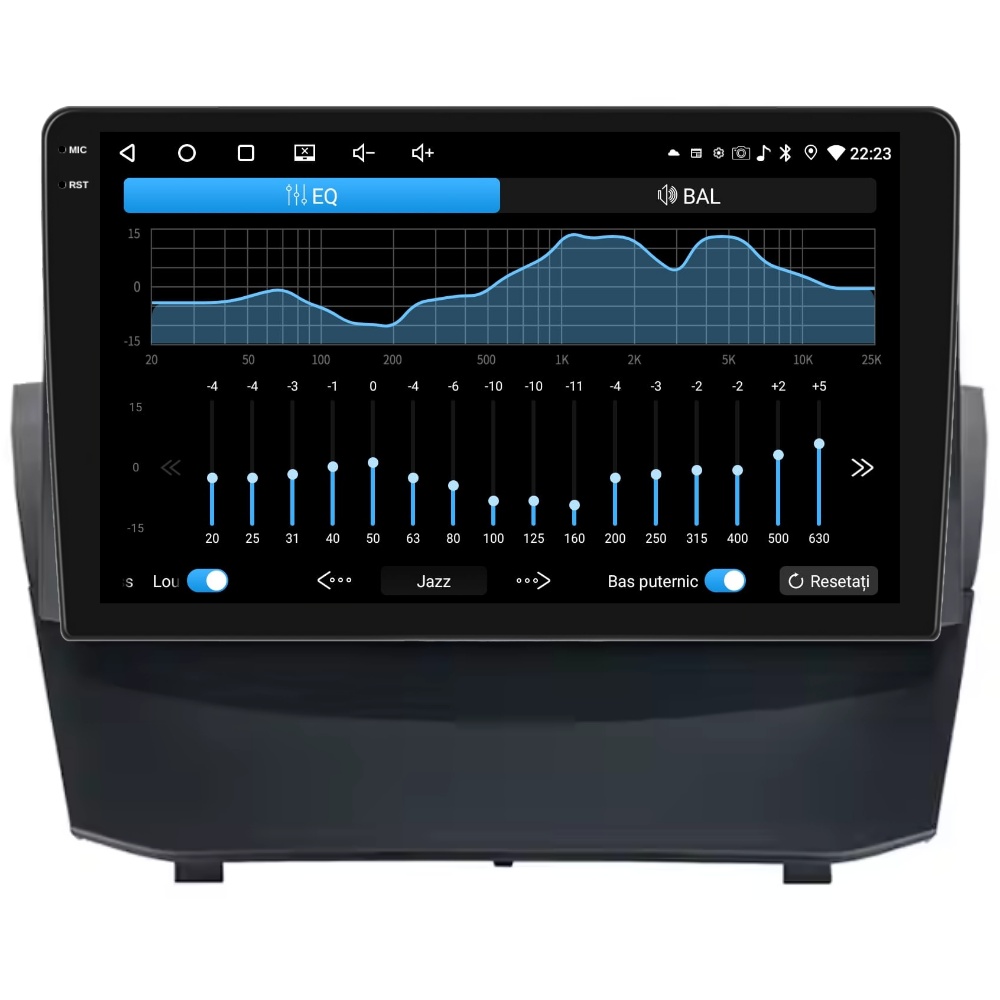 MIC
RST
22:23
EQ BAL
15
0
-15
20 50 100 200 500 1K 2K 5K 10K 25K
-4 -4 -3 -1 0 -4 -6 -10 -10 -11 -4 -3 -2 -2 +2 +5
15
0
-15
20 25 31 40 50 63 80 100 125 160 200 250 315 400 500 630
s Lou Jazz Bas puternic Resetați